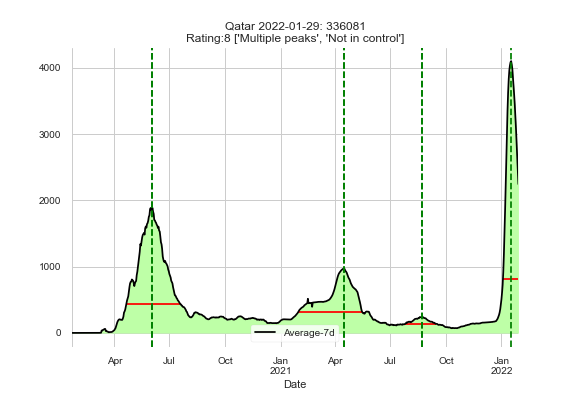 Qatar 2022-01-29: 336081
Rating:8 ['Multiple peaks', 'Not in control']
4000
3000
2000
1000
0
Average-7d
Apr Jul Oct Jan Apr Jul Oct Jan
2021 2022
Date